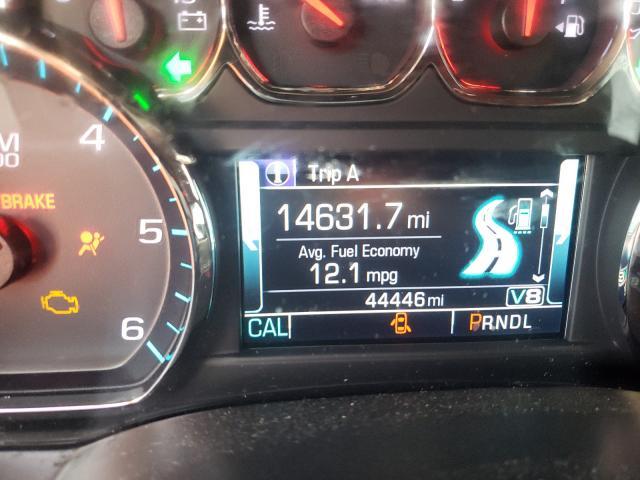 Trip A
4
BRAKE
14631.7 mi
5
Avg. Fuel Economy
12.1 mpg
44446 mi
V8
6
CAL
PRNDL